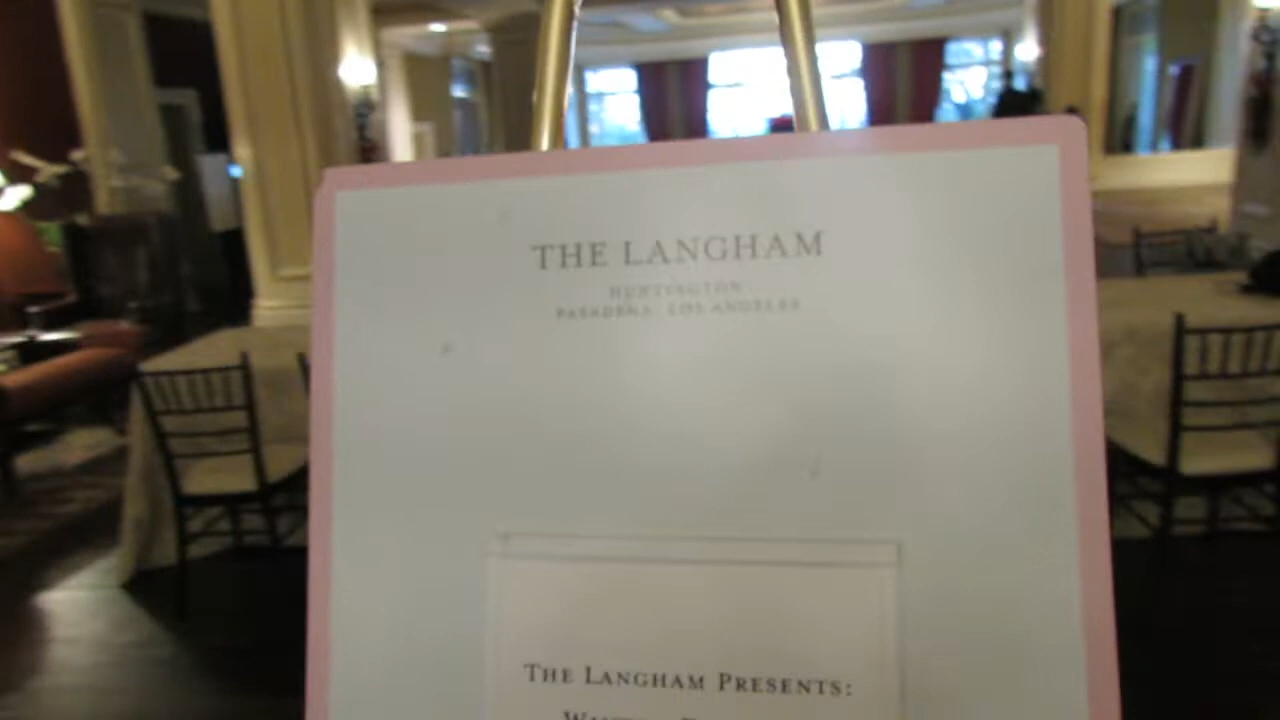 THE LANGHAM
HUNTINGTON
PASADENA LOS ANGELES
THE LANGHAM PRESENTS: